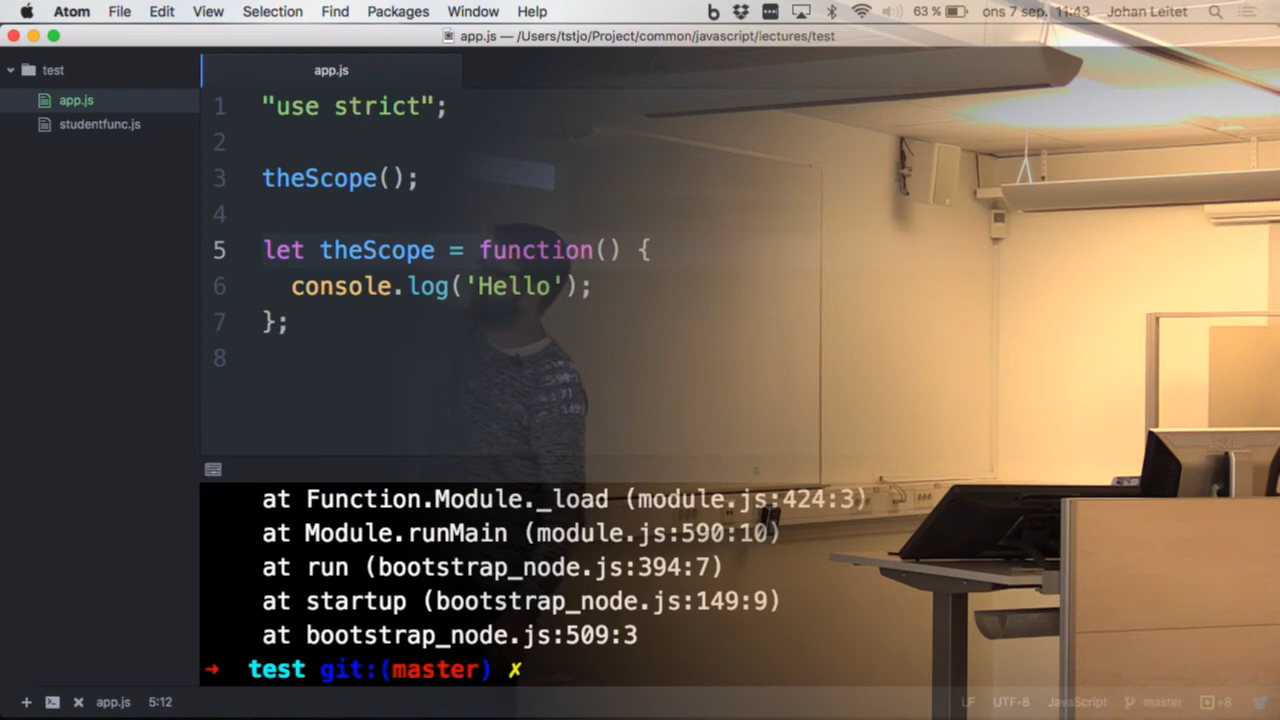 Atom File Edit View Selection Find Packages Window Help 63 % ons 7 sep. 11:43 Johan Leitet
app.js — /Users/tstjo/Project/common/javascript/lectures/test
test
app.js
studentfunc.js
app.js
1 "use strict";
2
3 theScope();
4
5 let theScope = function() {
6 console.log('Hello');
7 };
8
at Function.Module._load (module.js:424:3)
at Module.runMain (module.js:590:10)
at run (bootstrap_node.js:394:7)
at startup (bootstrap_node.js:149:9)
at bootstrap_node.js:509:3
➜ test git:(master) ✗
app.js 5:12 LF UTF-8 JavaScript master +8